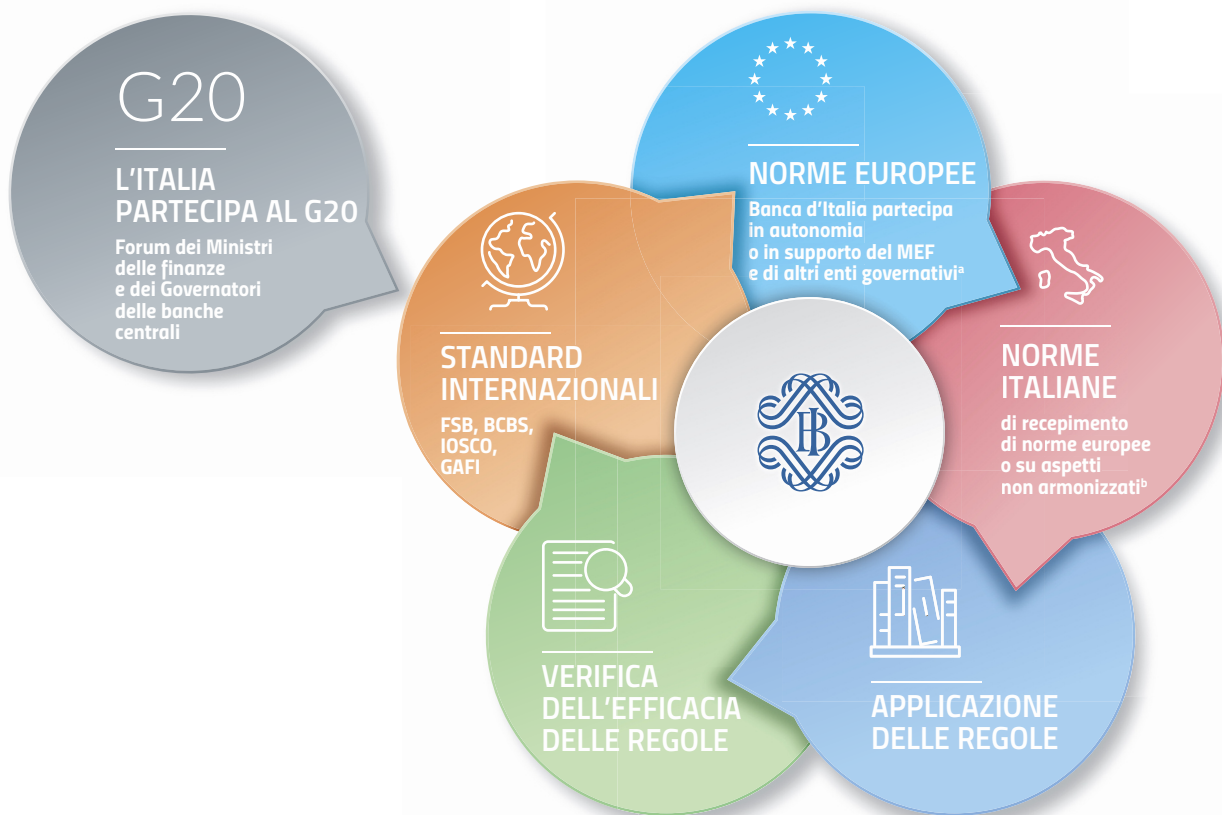 G20
L'ITALIA
PARTECIPA AL G20
Forum dei Ministri
delle finanze
e dei Governatori
delle banche
centrali
NORME EUROPEE
Banca d'Italia partecipa
in autonomia
o in supporto del MEF
e di altri enti governativiᵃ
STANDARD
INTERNAZIONALI
FSB, BCBS,
IOSCO,
GAFI
NORME
ITALIANE
di recepimento
di norme europee
o su aspetti
non armonizzatiᵇ
BI
VERIFICA
DELL'EFFICACIA
DELLE REGOLE
APPLICAZIONE
DELLE REGOLE